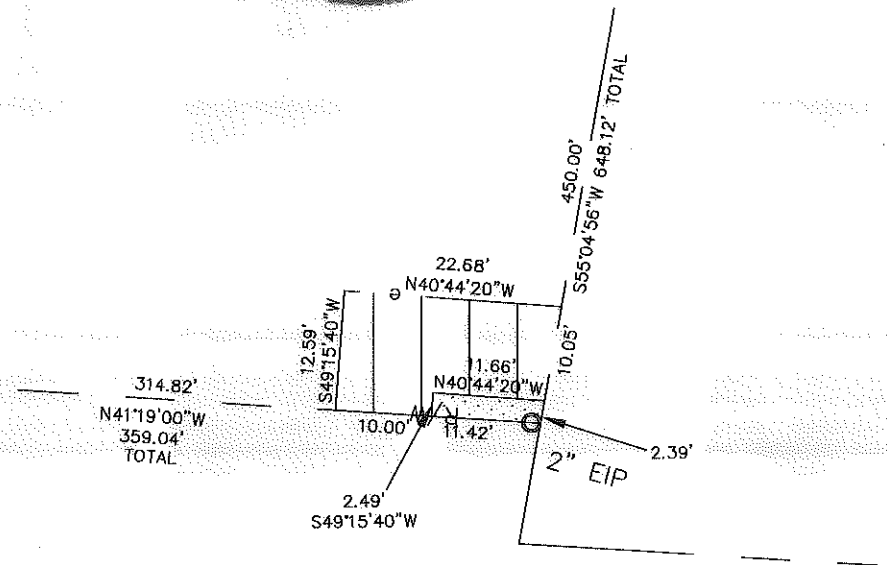 450.00'
S55°04'56"W 648.12' TOTAL
22.68'
N40°44'20"W
12.59'
S49°15'40"W
10.05'
11.66'
N40°44'20"W
314.82'
N41°19'00"W
359.04'
TOTAL
10.00'
11.42'
2.39'
2" EIP
2.49'
S49°15'40"W